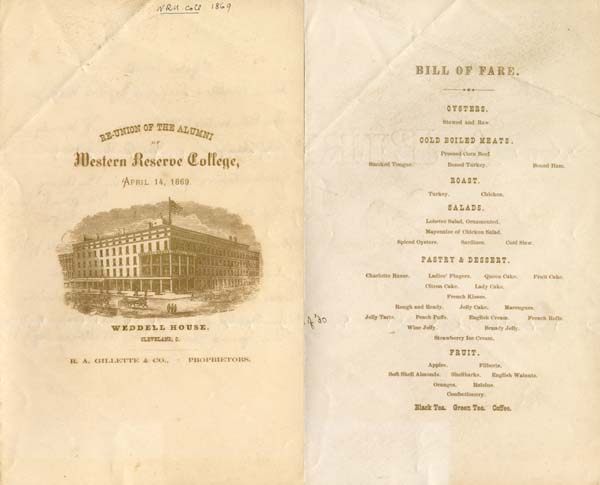 WRU Cols 1869
RE-UNION OF THE ALUMNI
OF
Western Reserve College,
APRIL 14, 1869.
WEDDELL HOUSE,
CLEVELAND, O.
R. A. GILLETTE & CO., PROPRIETORS.
BILL OF FARE.
OYSTERS.
Stewed and Raw.
COLD BOILED MEATS.
Pressed Corn Beef.
Smoked Tongue. Boned Turkey. Boned Ham.
ROAST.
Turkey. Chicken.
SALADS.
Lobster Salad, Ornamented.
Mayonaise of Chicken Salad.
Spiced Oysters. Sardines. Cold Slaw.
PASTRY & DESSERT.
Charlotte Russe. Ladies' Fingers. Queen Cake. Fruit Cake.
Citron Cake. Lady Cake.
French Kisses.
Rough and Ready. Jelly Cake. Marengues.
Jelly Tarts. Peach Puffs. English Cream. French Rolls.
Wine Jelly. Brandy Jelly.
Strawberry Ice Cream.
FRUIT.
Apples. Filberts.
Soft Shell Almonds. Shellbarks. English Walnuts.
Oranges. Raisins.
Confectionery.
Black Tea. Green Tea. Coffee.